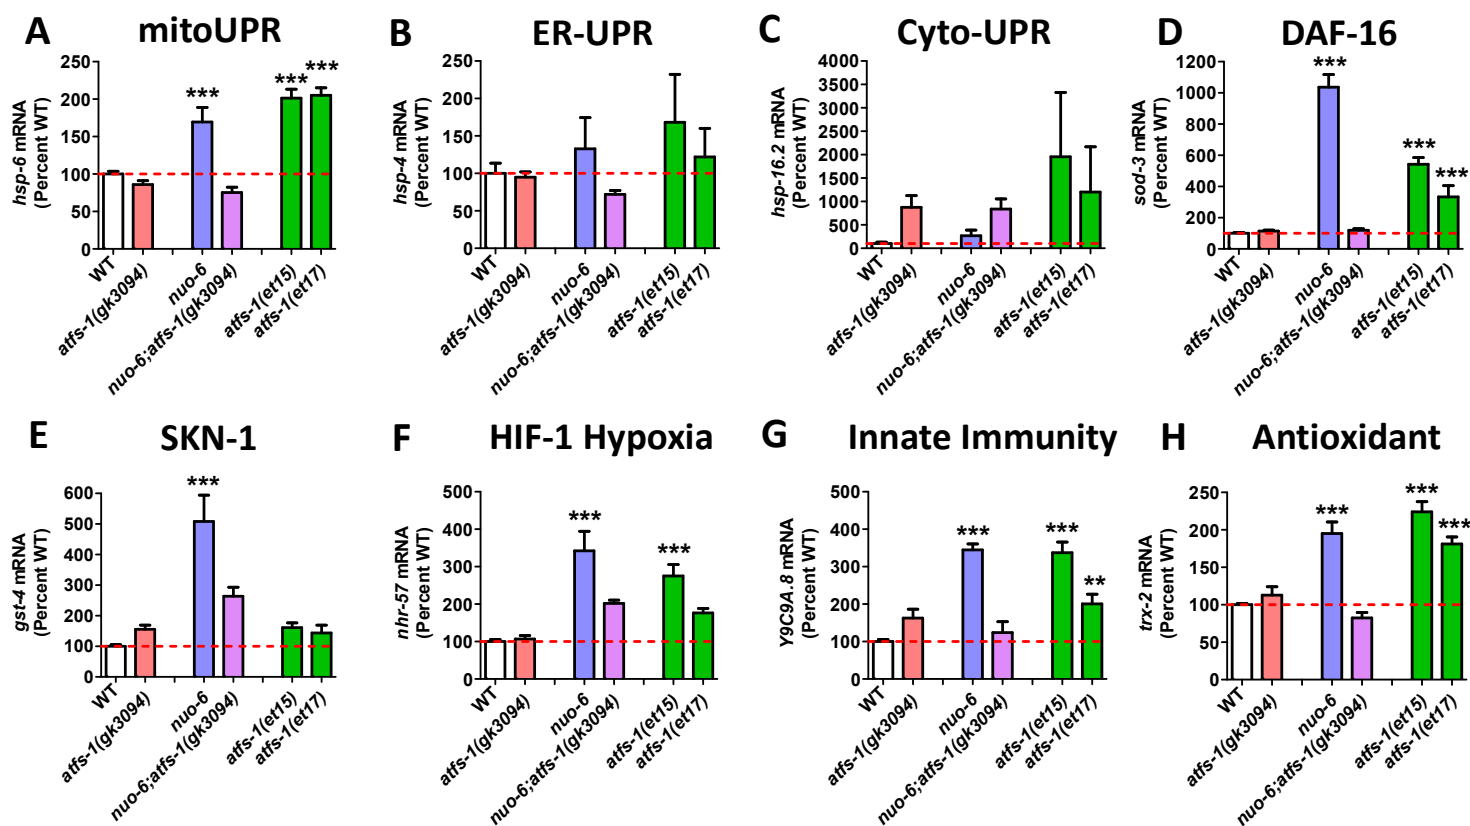 A mitoUPR
hsp-6 mRNA
(Percent WT)
250
200
150
100
50
0
*** *** ***
WT
atfs-1(gk3094)
nuo-6
nuo-6;atfs-1(gk3094)
atfs-1(et15)
atfs-1(et17)
B ER-UPR
hsp-4 mRNA
(Percent WT)
250
200
150
100
50
0
WT
atfs-1(gk3094)
nuo-6
nuo-6;atfs-1(gk3094)
atfs-1(et15)
atfs-1(et17)
C Cyto-UPR
hsp-16.2 mRNA
(Percent WT)
4000
3500
3000
2500
2000
1500
1000
500
0
WT
atfs-1(gk3094)
nuo-6
nuo-6;atfs-1(gk3094)
atfs-1(et15)
atfs-1(et17)
D DAF-16
sod-3 mRNA
(Percent WT)
1200
1000
800
600
400
200
0
*** *** ***
WT
atfs-1(gk3094)
nuo-6
nuo-6;atfs-1(gk3094)
atfs-1(et15)
atfs-1(et17)
E SKN-1
gst-4 mRNA
(Percent WT)
600
500
400
300
200
100
0
***
WT
atfs-1(gk3094)
nuo-6
nuo-6;atfs-1(gk3094)
atfs-1(et15)
atfs-1(et17)
F HIF-1 Hypoxia
nhr-57 mRNA
(Percent WT)
500
400
300
200
100
0
*** ***
WT
atfs-1(gk3094)
nuo-6
nuo-6;atfs-1(gk3094)
atfs-1(et15)
atfs-1(et17)
G Innate Immunity
Y9C9A.8 mRNA
(Percent WT)
500
400
300
200
100
0
*** *** **
WT
atfs-1(gk3094)
nuo-6
nuo-6;atfs-1(gk3094)
atfs-1(et15)
atfs-1(et17)
H Antioxidant
trx-2 mRNA
(Percent WT)
250
200
150
100
50
0
*** *** ***
WT
atfs-1(gk3094)
nuo-6
nuo-6;atfs-1(gk3094)
atfs-1(et15)
atfs-1(et17)